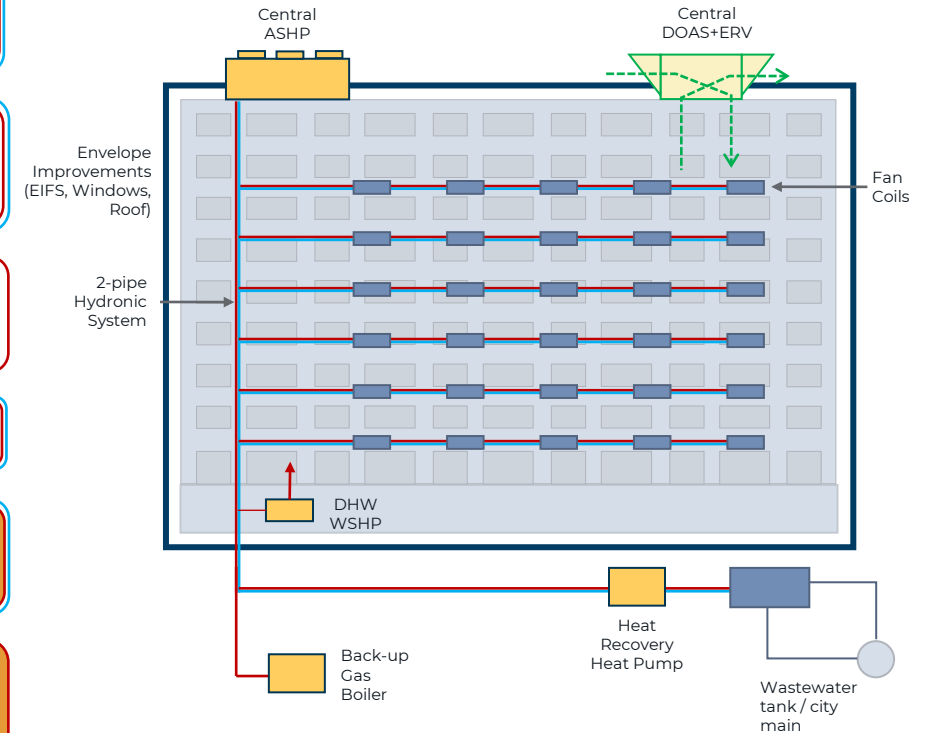 Central
ASHP
Central
DOAS+ERV
Envelope
Improvements
(EIFS, Windows,
Roof)
Fan
Coils
2-pipe
Hydronic
System
DHW
WSHP
Heat
Recovery
Heat Pump
Back-up
Gas
Boiler
Wastewater
tank / city
main